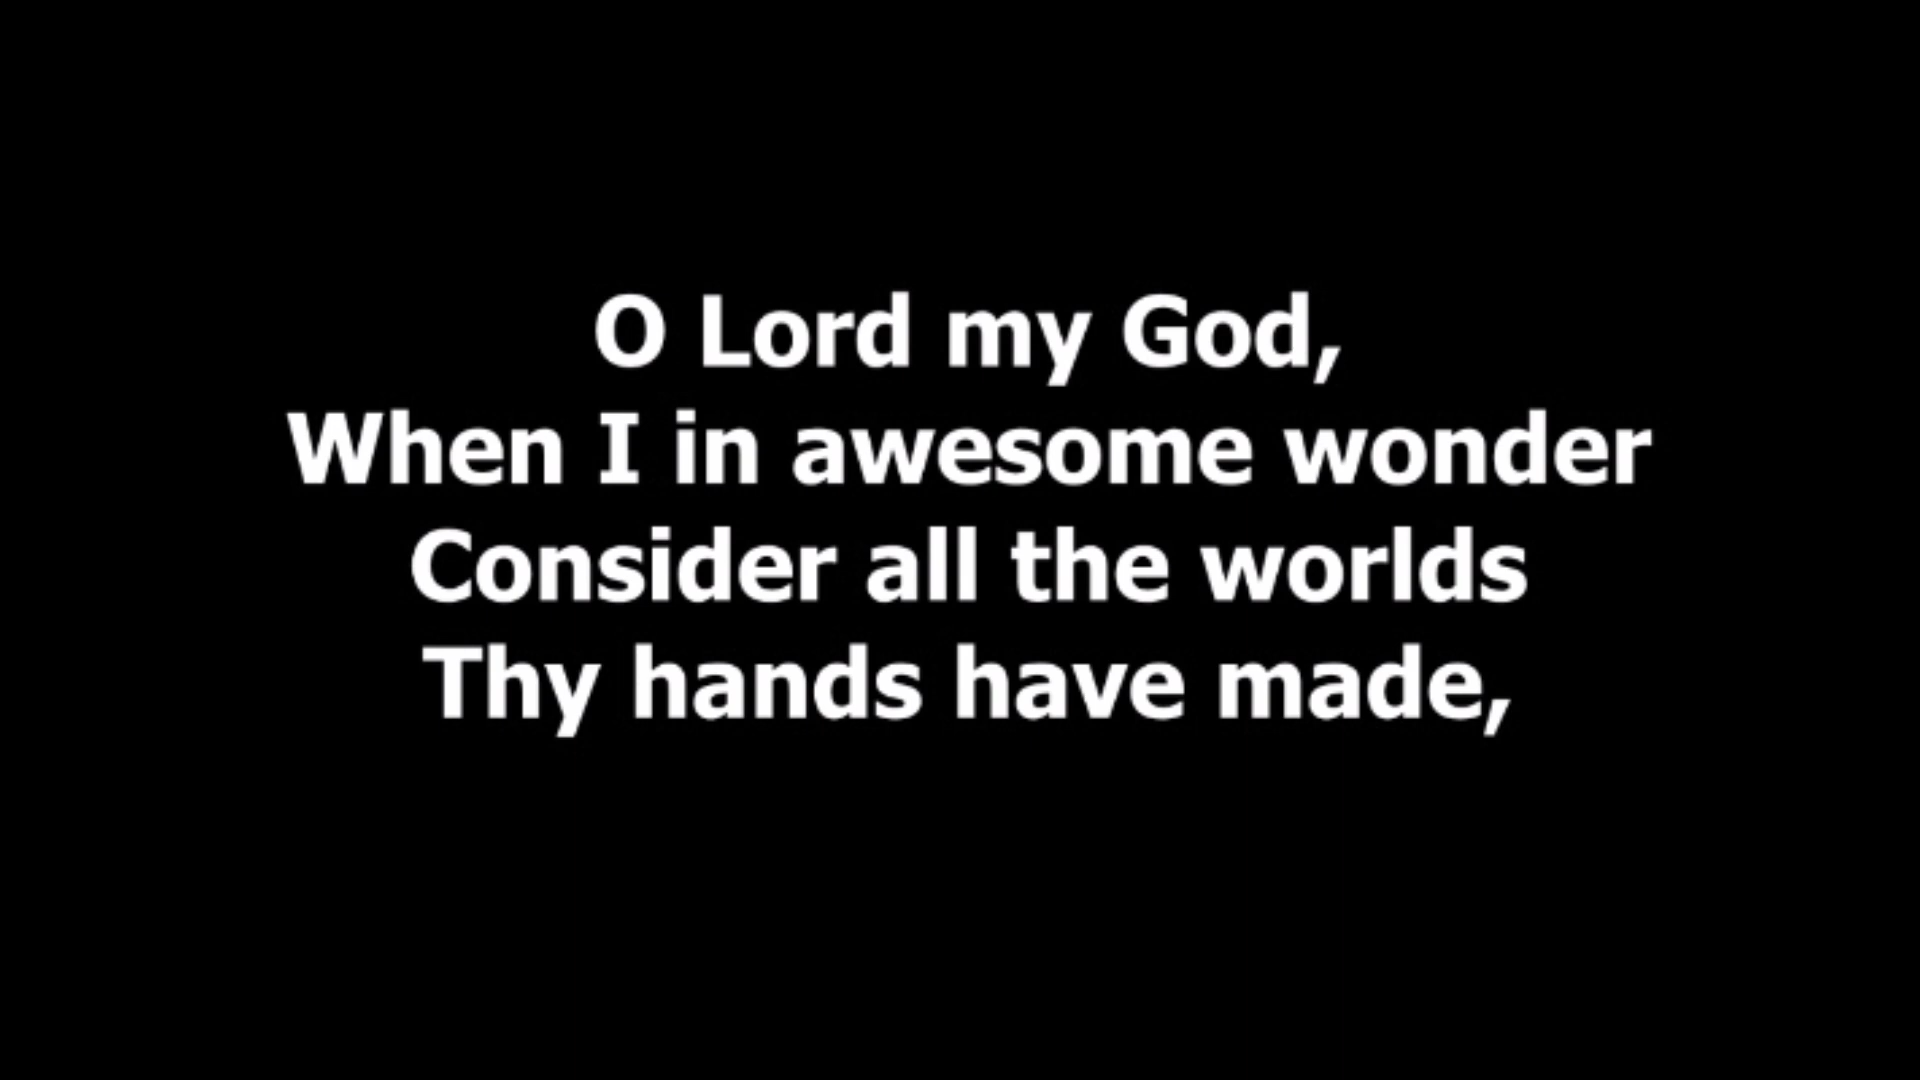 O Lord my God,
When I in awesome wonder
Consider all the worlds
Thy hands have made,